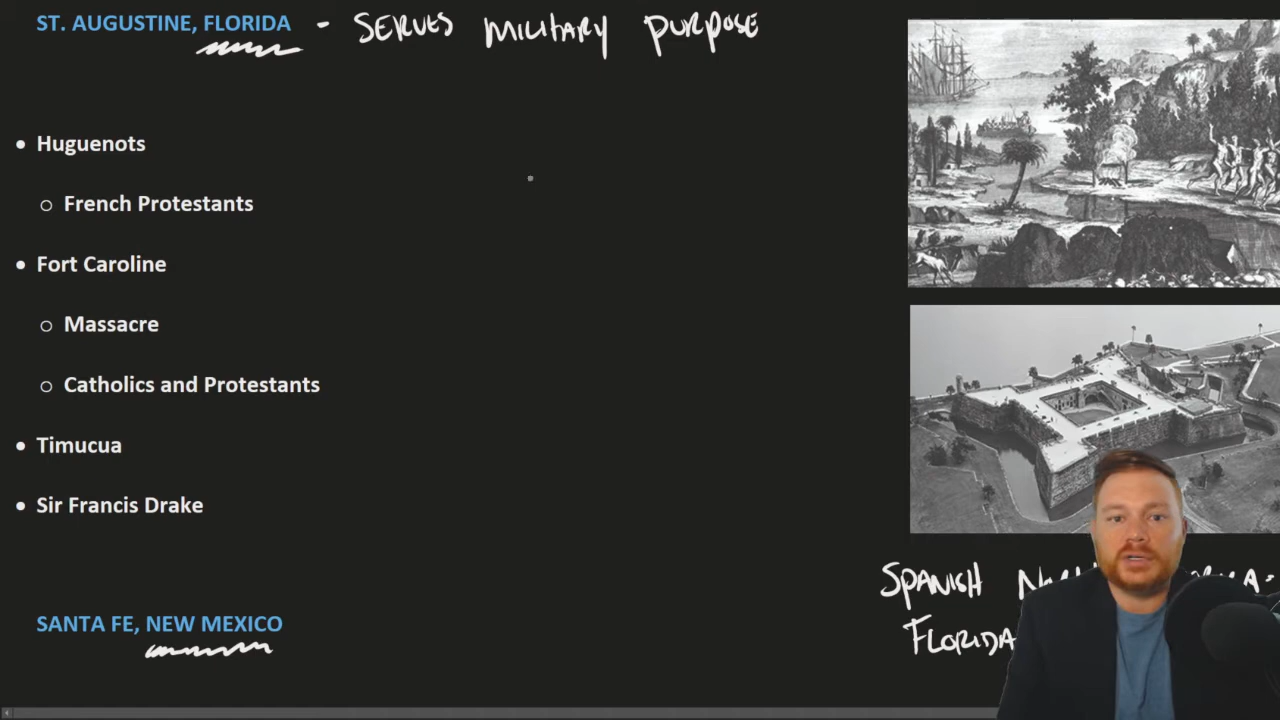 ST. AUGUSTINE, FLORIDA - SERVES MILITARY PURPOSE
• Huguenots
○ French Protestants
• Fort Caroline
○ Massacre
○ Catholics and Protestants
• Timucua
• Sir Francis Drake
SPANISH
FLORIDA
SANTA FE, NEW MEXICO